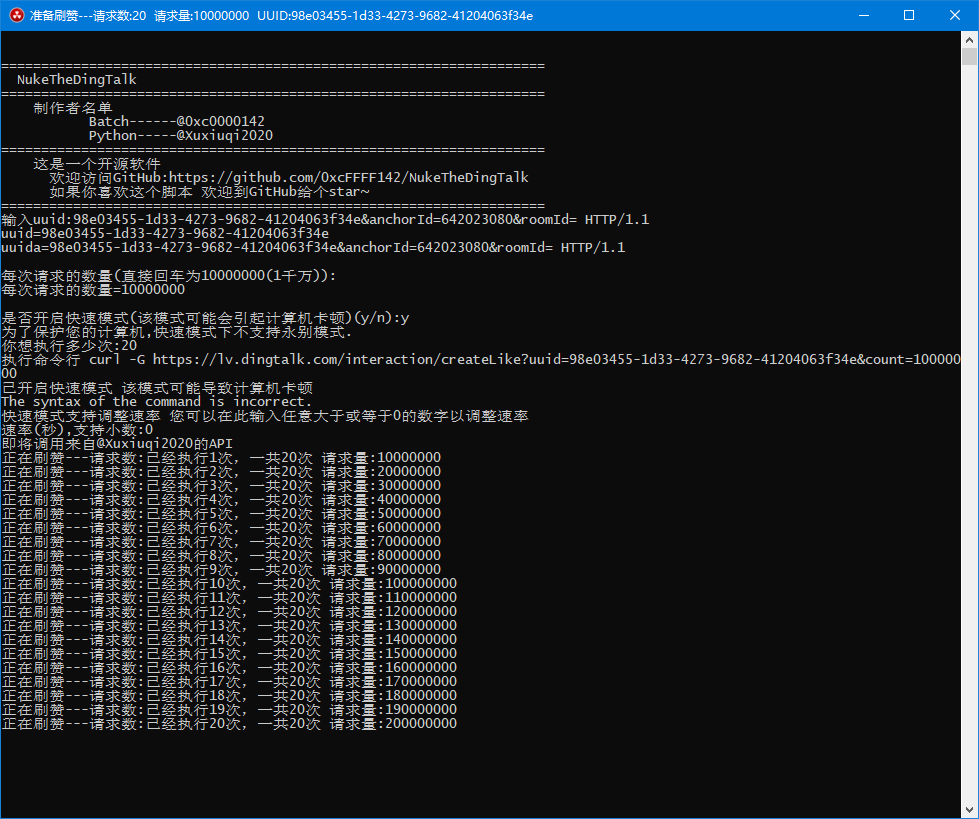 准备刷赞---请求数:20 请求量:10000000 UUID:98e03455-1d33-4273-9682-41204063f34e
====================================================================
NukeTheDingTalk
====================================================================
制作者名单
Batch------@0xc0000142
Python-----@Xuxiuqi2020
====================================================================
这是一个开源软件
欢迎访问GitHub:https://github.com/0xcFFFF142/NukeTheDingTalk
如果你喜欢这个脚本 欢迎到GitHub给个star~
====================================================================
输入uuid:98e03455-1d33-4273-9682-41204063f34e&anchorId=642023080&roomId= HTTP/1.1
uuid=98e03455-1d33-4273-9682-41204063f34e
uuida=98e03455-1d33-4273-9682-41204063f34e&anchorId=642023080&roomId= HTTP/1.1
每次请求的数量(直接回车为10000000(1千万)):
每次请求的数量=10000000
是否开启快速模式(该模式可能会引起计算机卡顿)(y/n):y
为了保护您的计算机,快速模式下不支持永别模式.
你想执行多少次:20
执行命令行 curl -G https://lv.dingtalk.com/interaction/createLike?uuid=98e03455-1d33-4273-9682-41204063f34e&count=100000
00
已开启快速模式 该模式可能导致计算机卡顿
The syntax of the command is incorrect.
快速模式支持调整速率 您可以在此输入任意大于或等于0的数字以调整速率
速率(秒),支持小数:0
即将调用来自@Xuxiuqi2020的API
正在刷赞---请求数:已经执行1次，一共20次 请求量:10000000
正在刷赞---请求数:已经执行2次，一共20次 请求量:20000000
正在刷赞---请求数:已经执行3次，一共20次 请求量:30000000
正在刷赞---请求数:已经执行4次，一共20次 请求量:40000000
正在刷赞---请求数:已经执行5次，一共20次 请求量:50000000
正在刷赞---请求数:已经执行6次，一共20次 请求量:60000000
正在刷赞---请求数:已经执行7次，一共20次 请求量:70000000
正在刷赞---请求数:已经执行8次，一共20次 请求量:80000000
正在刷赞---请求数:已经执行9次，一共20次 请求量:90000000
正在刷赞---请求数:已经执行10次，一共20次 请求量:100000000
正在刷赞---请求数:已经执行11次，一共20次 请求量:110000000
正在刷赞---请求数:已经执行12次，一共20次 请求量:120000000
正在刷赞---请求数:已经执行13次，一共20次 请求量:130000000
正在刷赞---请求数:已经执行14次，一共20次 请求量:140000000
正在刷赞---请求数:已经执行15次，一共20次 请求量:150000000
正在刷赞---请求数:已经执行16次，一共20次 请求量:160000000
正在刷赞---请求数:已经执行17次，一共20次 请求量:170000000
正在刷赞---请求数:已经执行18次，一共20次 请求量:180000000
正在刷赞---请求数:已经执行19次，一共20次 请求量:190000000
正在刷赞---请求数:已经执行20次，一共20次 请求量:200000000